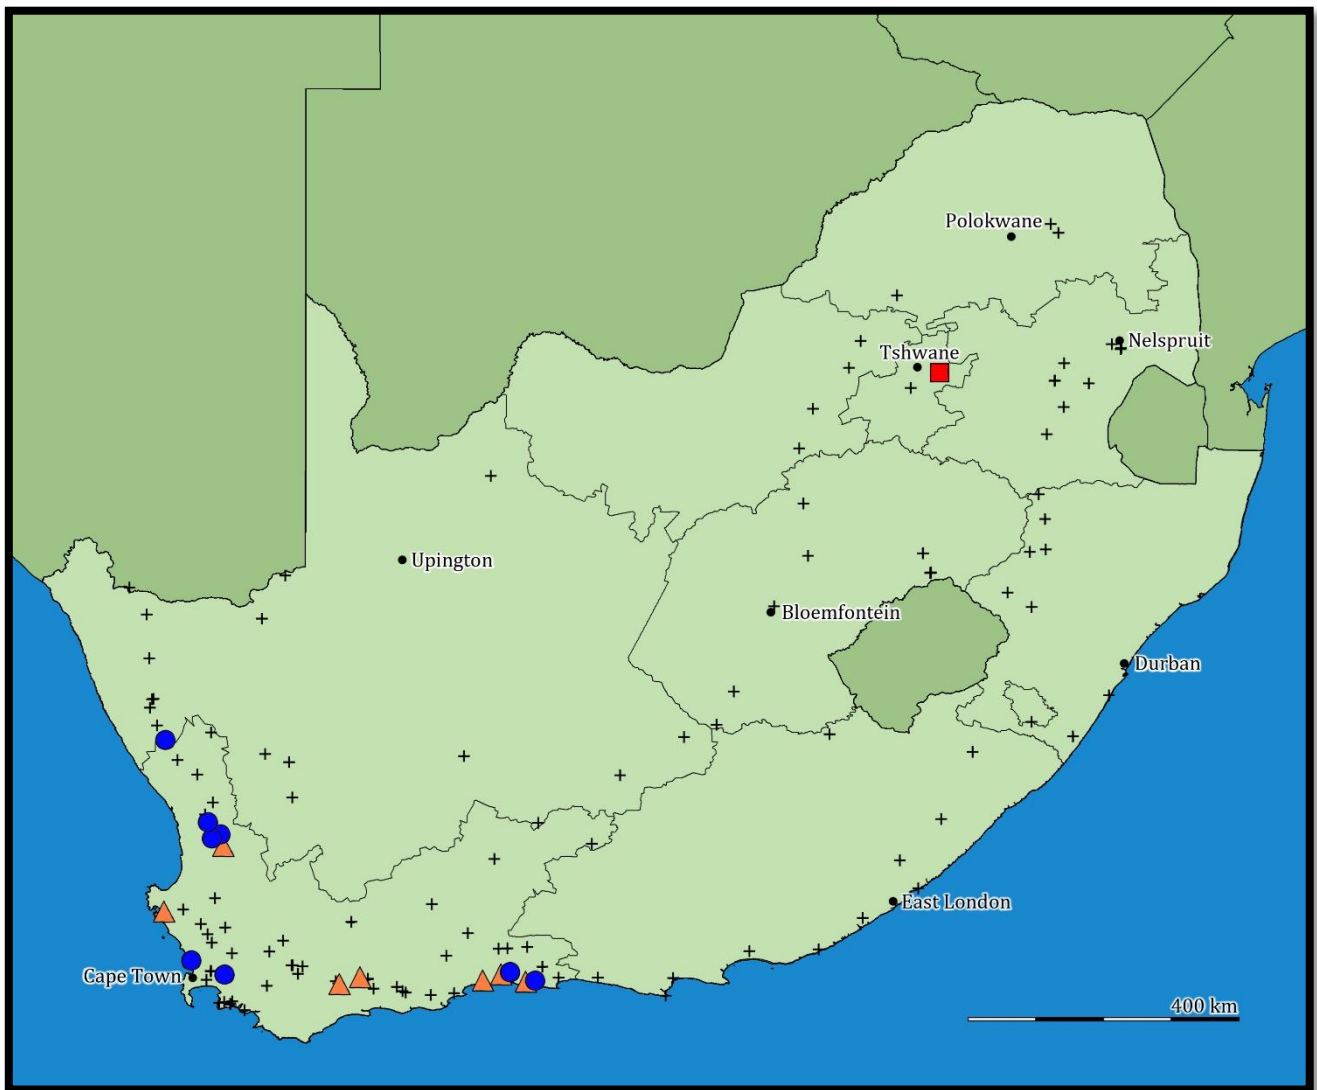 Polokwane
Nelspruit
Tshwane
Upington
Bloemfontein
Durban
East London
Cape Town
400 km